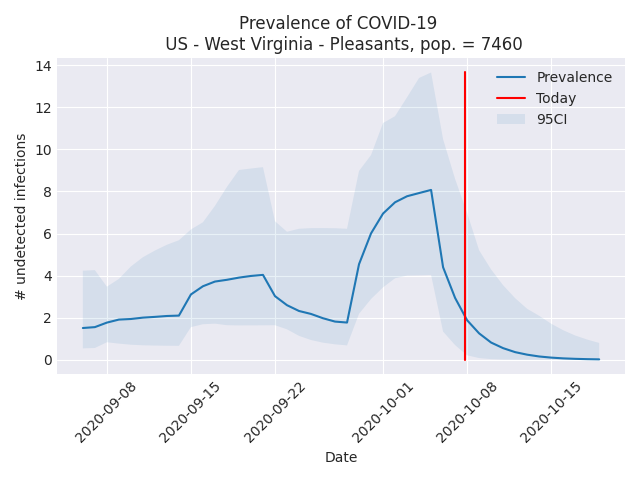 Prevalence of COVID-19
US - West Virginia - Pleasants, pop. = 7460
14
12
10
8
6
4
2
0
# undetected infections
Prevalence
Today
95CI
2020-09-08
2020-09-15
2020-09-22
2020-10-01
2020-10-08
2020-10-15
Date